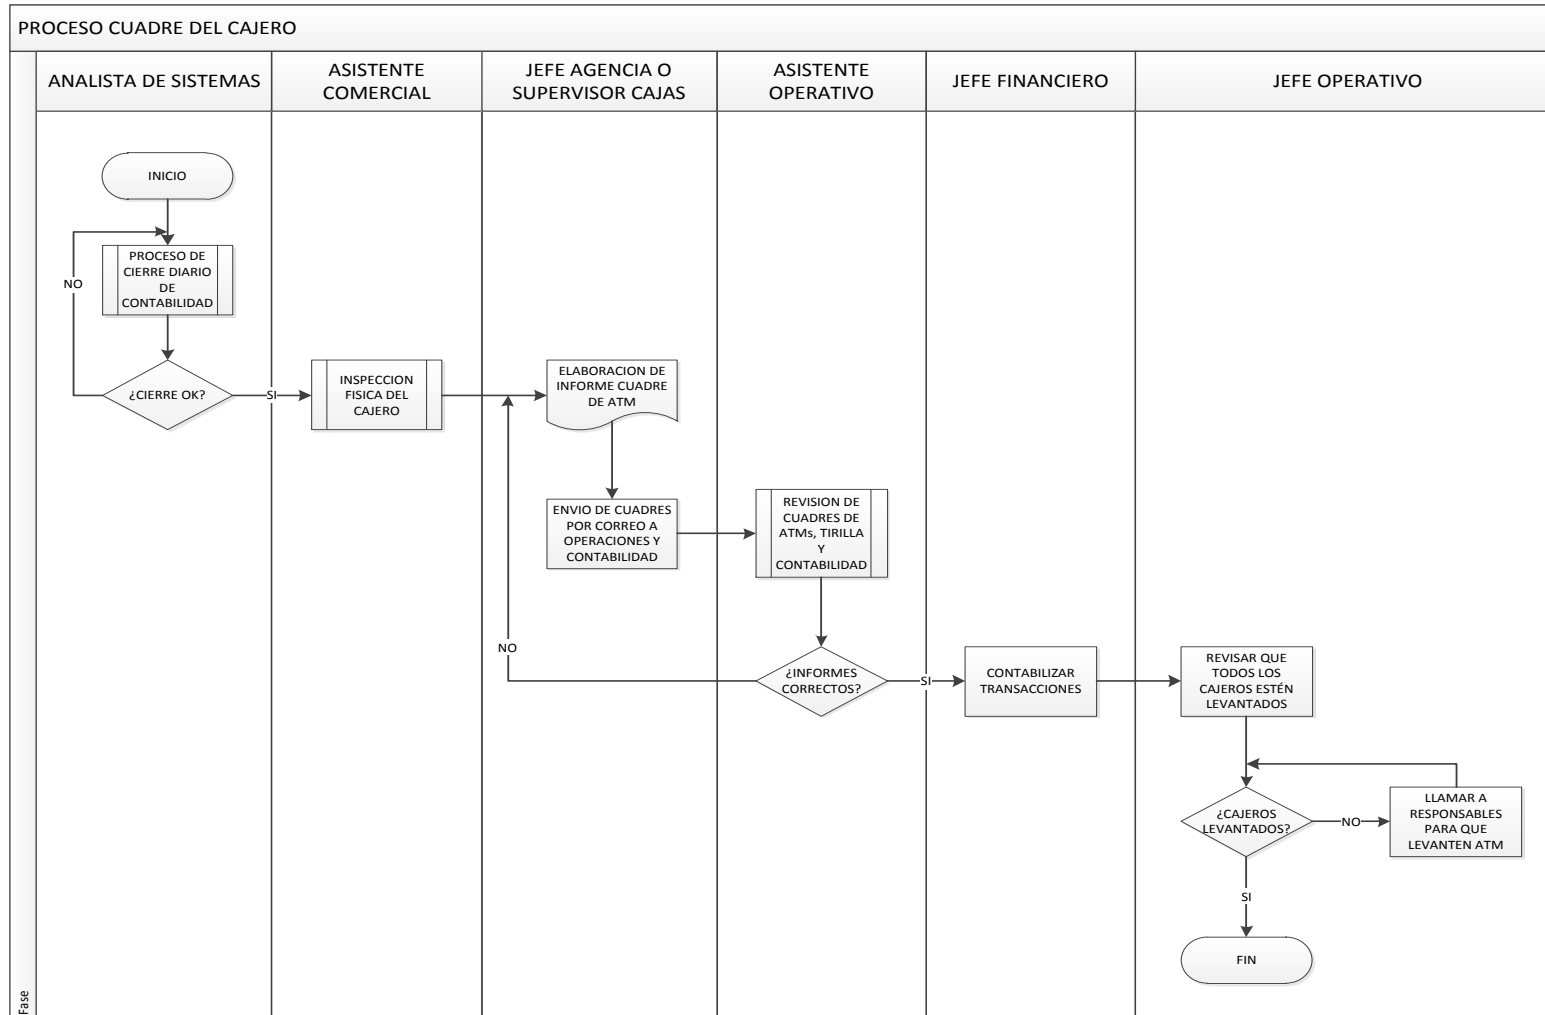 PROCESO CUADRE DEL CAJERO
ANALISTA DE SISTEMAS
ASISTENTE
COMERCIAL
JEFE AGENCIA O
SUPERVISOR CAJAS
ASISTENTE
OPERATIVO
JEFE FINANCIERO
JEFE OPERATIVO
INICIO
PROCESO DE
CIERRE DIARIO
DE
CONTABILIDAD
NO
¿CIERRE OK?
SI
INSPECCION
FISICA DEL
CAJERO
ELABORACION DE
INFORME CUADRE
DE ATM
ENVIO DE CUADRES
POR CORREO A
OPERACIONES Y
CONTABILIDAD
REVISION DE
CUADRES DE
ATMs, TIRILLA
Y
CONTABILIDAD
NO
¿INFORMES
CORRECTOS?
SI
CONTABILIZAR
TRANSACCIONES
REVISAR QUE
TODOS LOS
CAJEROS ESTÉN
LEVANTADOS
¿CAJEROS
LEVANTADOS?
NO
LLAMAR A
RESPONSABLES
PARA QUE
LEVANTEN ATM
SI
FIN
Fase